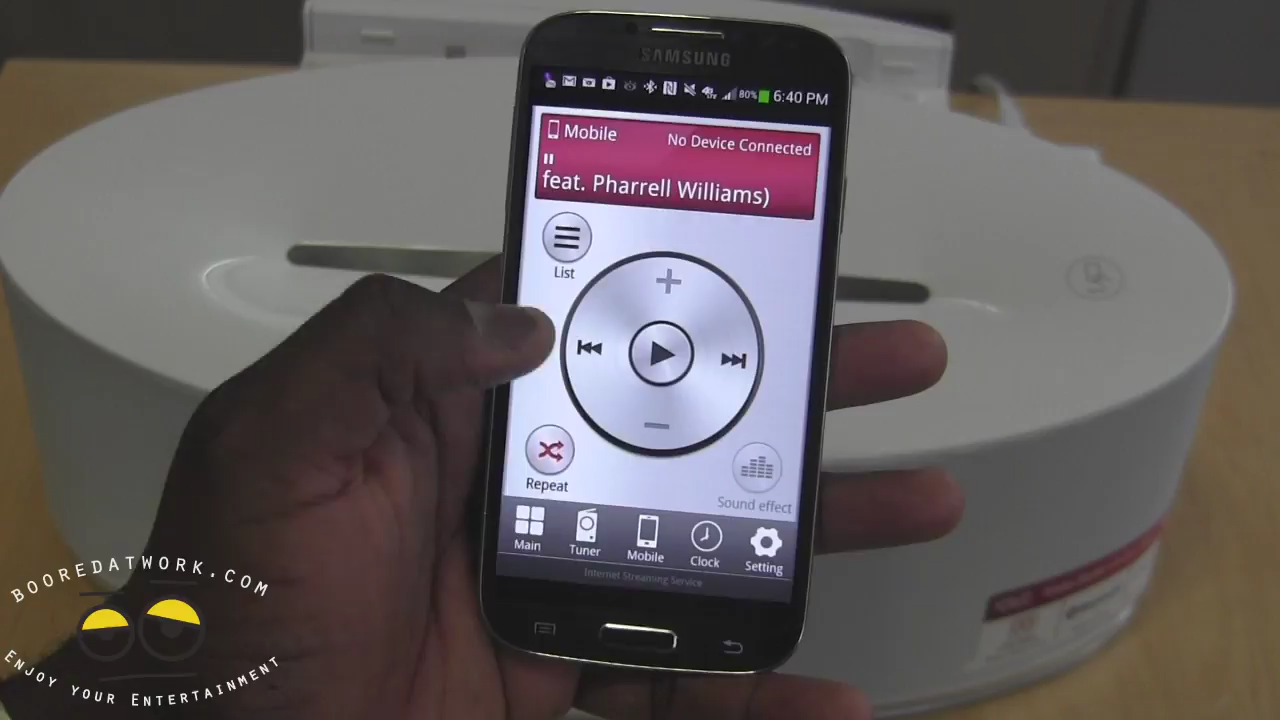 SAMSUNG
80% 6:40 PM
Mobile No Device Connected
feat. Pharrell Williams)
List
Repeat
Sound effect
Main Tuner Mobile Clock Setting
Internet Streaming Service
BOOREDATWORK.COM
ENJOY YOUR ENTERTAINMENT